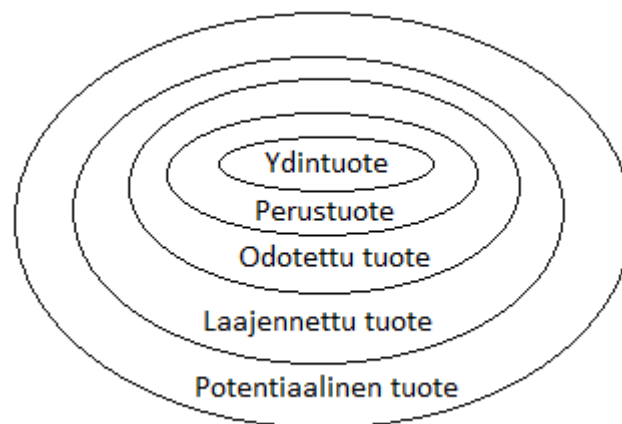 Ydintuote
Perustuote
Odotettu tuote
Laajennettu tuote
Potentiaalinen tuote